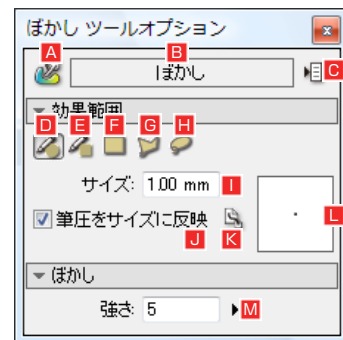 ぼかし ツールオプション
A B
ぼかし C
効果範囲
D E F G H
サイズ: 1.00 mm I
筆圧をサイズに反映 L
J K
ぼかし
強さ: 5 M